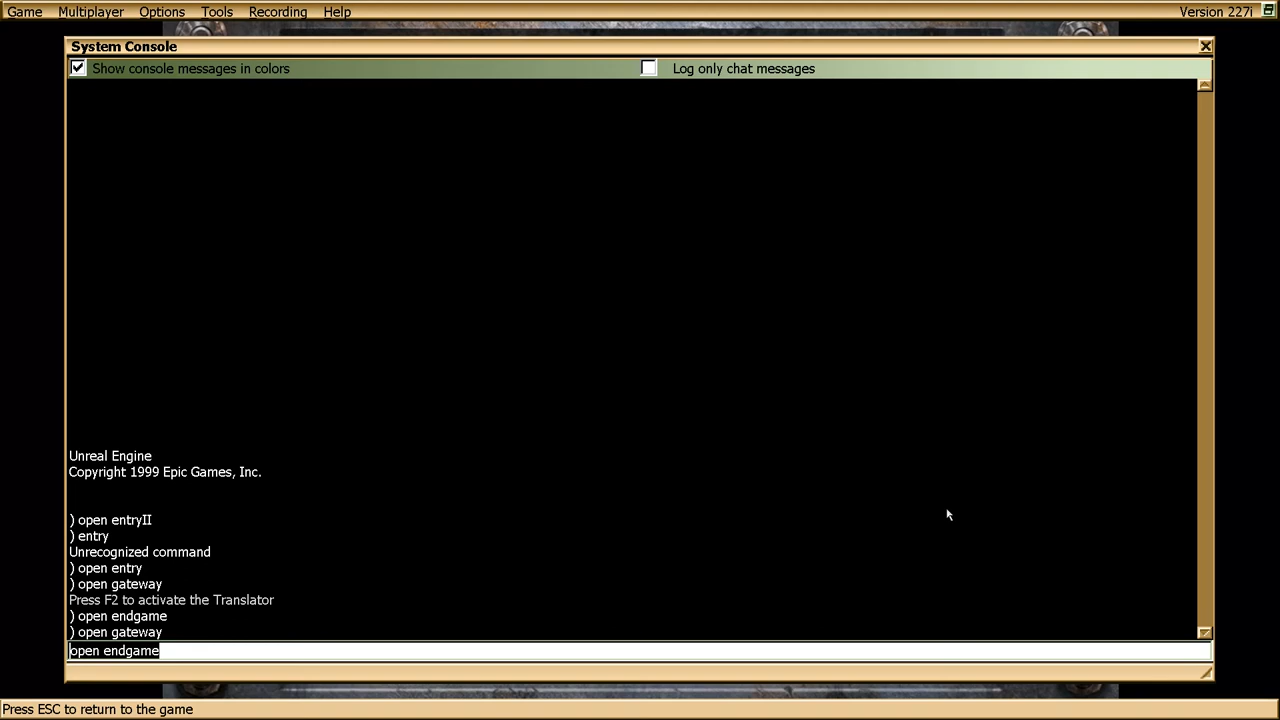 Game Multiplayer Options Tools Recording Help Version 227i
System Console
Show console messages in colors Log only chat messages
Unreal Engine
Copyright 1999 Epic Games, Inc.
) open entryII
) entry
Unrecognized command
) open entry
) open gateway
Press F2 to activate the Translator
) open endgame
) open gateway
open endgame
Press ESC to return to the game